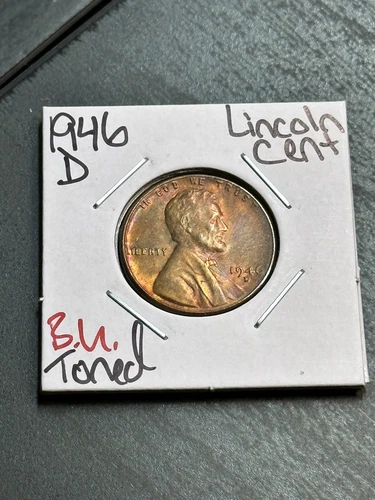 1946
D
Lincoln
Cent
IN GOD WE TRUST
LIBERTY
1946
D
B.U.
Toned